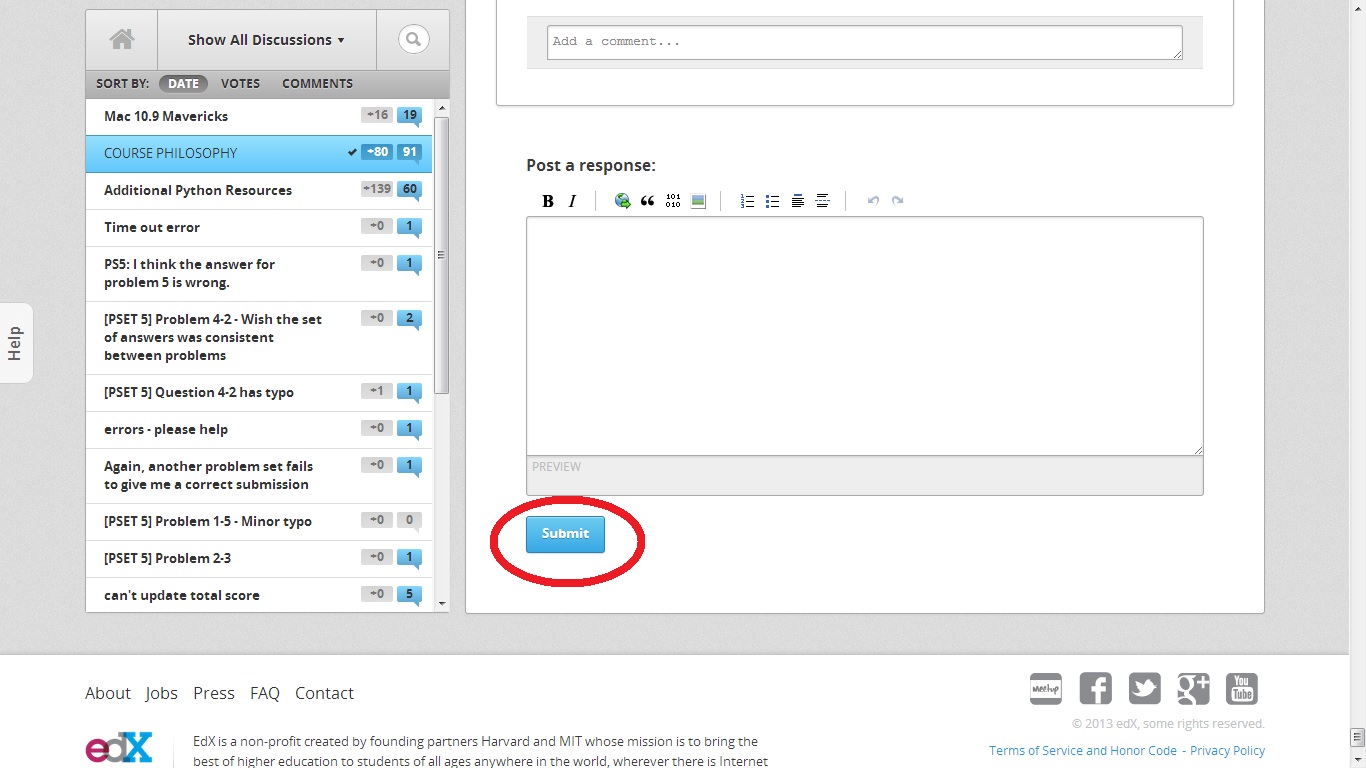 Show All Discussions
SORT BY: DATE VOTES COMMENTS
Mac 10.9 Mavericks +16 19
COURSE PHILOSOPHY +80 91
Additional Python Resources +139 60
Time out error +0 1
PS5: I think the answer for +0 1
problem 5 is wrong.
[PSET 5] Problem 4-2 - Wish the set +0 2
of answers was consistent
between problems
[PSET 5] Question 4-2 has typo +1 1
errors - please help +0 1
Again, another problem set fails +0 1
to give me a correct submission
[PSET 5] Problem 1-5 - Minor typo +0 0
[PSET 5] Problem 2-3 +0 1
can't update total score +0 5
Help
Add a comment...
Post a response:
B I 101
010
PREVIEW
Submit
About Jobs Press FAQ Contact
Meetup f g+ You
Tube
© 2013 edX, some rights reserved.
edX
EdX is a non-profit created by founding partners Harvard and MIT whose mission is to bring the
best of higher education to students of all ages anywhere in the world, wherever there is Internet
Terms of Service and Honor Code - Privacy Policy